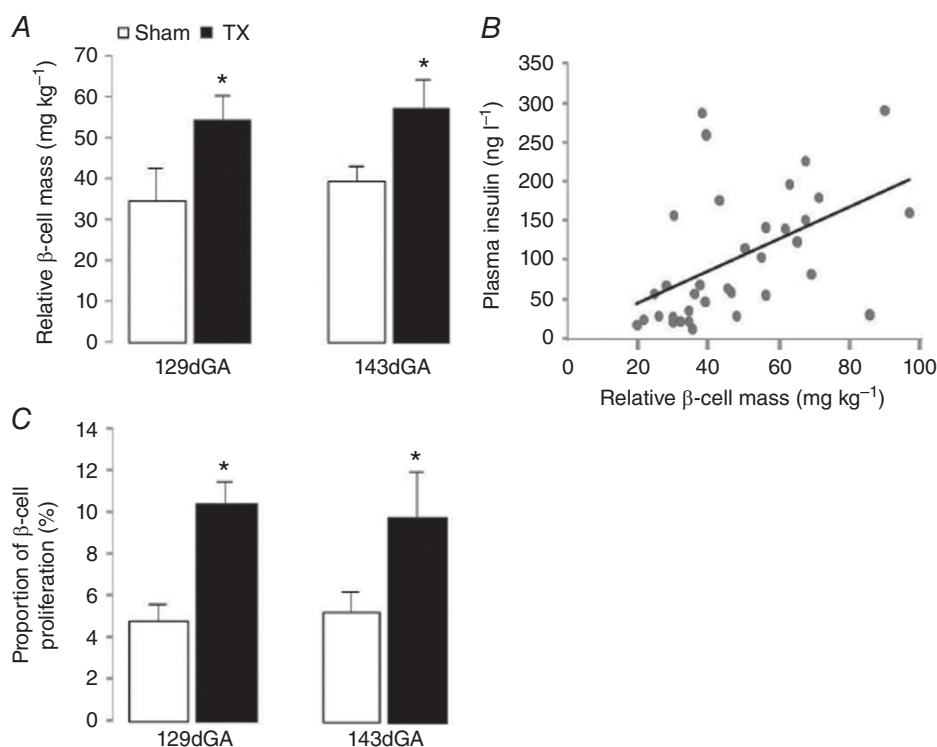 A
Sham TX
Relative β-cell mass (mg kg⁻¹)
70
60
50
40
30
20
10
0
* *
129dGA 143dGA
B
Plasma insulin (ng l⁻¹)
350
300
250
200
150
100
50
0
0 20 40 60 80 100
Relative β-cell mass (mg kg⁻¹)
C
Proportion of β-cell
proliferation (%)
14
12
10
8
6
4
2
0
* *
129dGA 143dGA